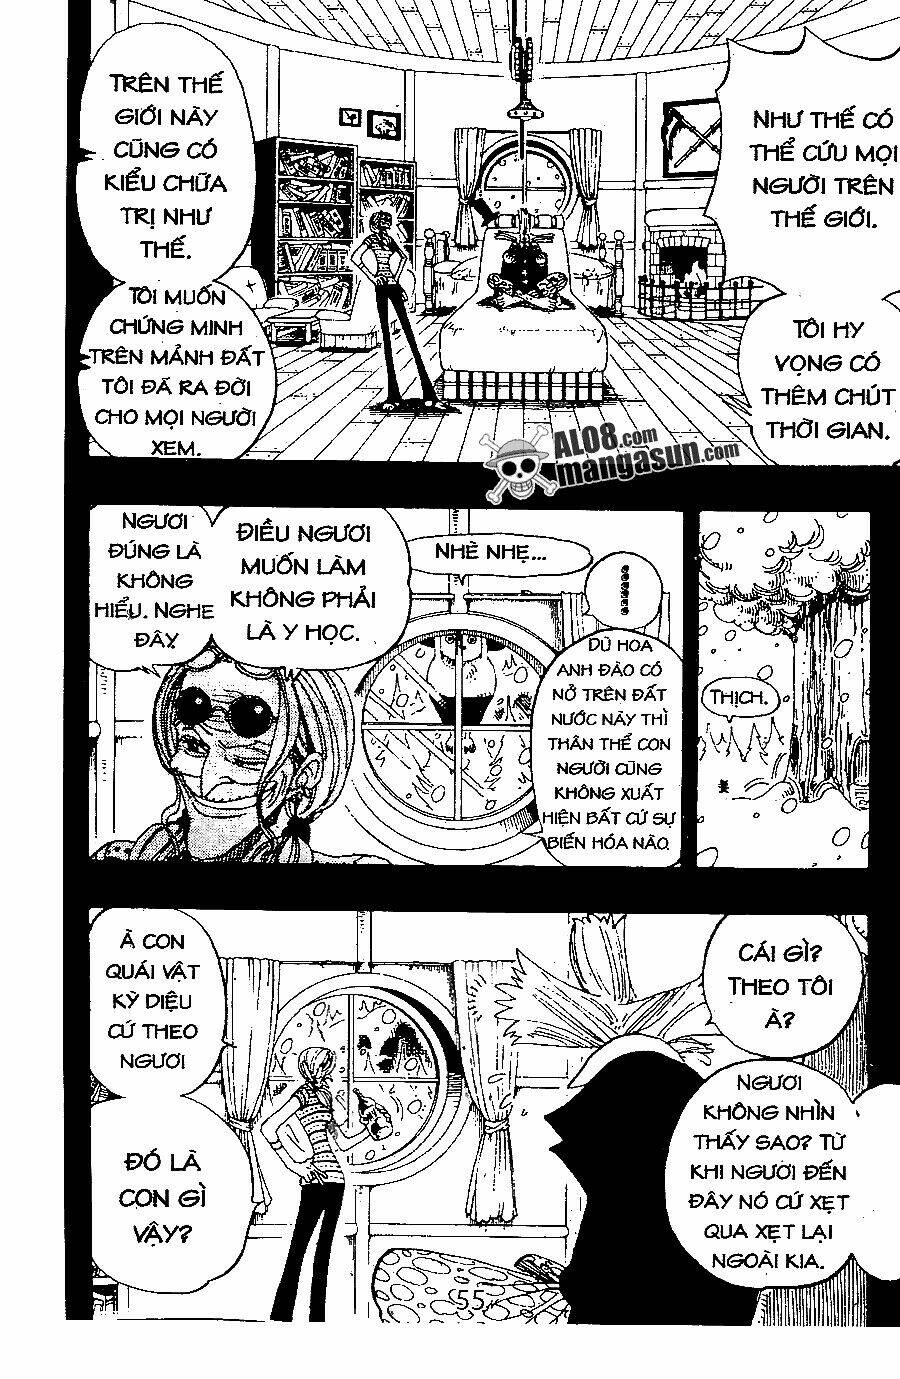 NHƯ THẾ CÓ
THỂ CỨU MỌI
NGƯỜI TRÊN
THẾ GIỚI.
TÔI HY
VỌNG CÓ
THÊM CHÚT
THỜI GIAN.
TRÊN THẾ
GIỚI NÀY
CŨNG CÓ
KIỂU CHỮA
TRỊ NHƯ
THẾ.
TÔI MUỐN
CHỨNG MINH
TRÊN MẢNH ĐẤT
TÔI ĐÃ RA ĐỜI
CHO MỌI NGƯỜI
XEM.
ALO8.com
mangasun.com
THỊCH.
DÙ HOA
ANH ĐÀO CÓ
NỞ TRÊN ĐẤT
NƯỚC NÀY THÌ
THÂN THỂ CON
NGƯỜI CŨNG
KHÔNG XUẤT
HIỆN BẤT CỨ SỰ
BIẾN HÓA NÀO.
NHÈ NHẸ...
ĐIỀU NGƯƠI
MUỐN LÀM
KHÔNG PHẢI
LÀ Y HỌC.
NGƯƠI
ĐÚNG LÀ
KHÔNG
HIỂU. NGHE
ĐÂY.
CÁI GÌ?
THEO TÔI
À?
NGƯƠI
KHÔNG NHÌN
THẤY SAO? TỪ
KHI NGƯƠI ĐẾN
ĐÂY NÓ CỨ XẸT
QUA XẸT LẠI
NGOÀI KIA.
À CON
QUÁI VẬT
KỲ DIỆU
CỨ THEO
NGƯƠI
ĐÓ LÀ
CON GÌ
VẬY?
55